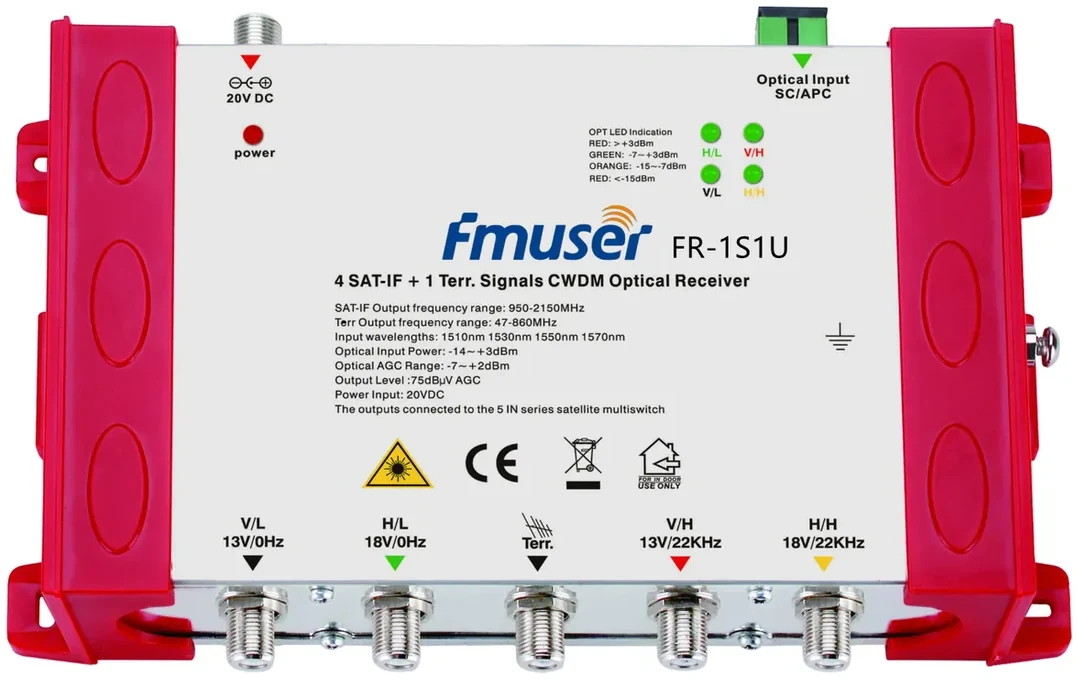 20V DC
power
Optical Input
SC/APC
OPT LED Indication
RED: >+3dBm
GREEN: -7~+3dBm
ORANGE: -15~-7dBm
RED: <-15dBm
H/L
V/H
V/L
H/H
Fmuser FR-1S1U
4 SAT-IF + 1 Terr. Signals CWDM Optical Receiver
SAT-IF Output frequency range: 950-2150MHz
Terr Output frequency range: 47-860MHz
Input wavelengths: 1510nm 1530nm 1550nm 1570nm
Optical Input Power: -14~+3dBm
Optical AGC Range: -7~+2dBm
Output Level :75dBµV AGC
Power Input: 20VDC
The outputs connected to the 5 IN series satellite multiswitch
CE
FOR IN DOOR
USE ONLY
V/L
13V/0Hz
H/L
18V/0Hz
Terr.
V/H
13V/22KHz
H/H
18V/22KHz